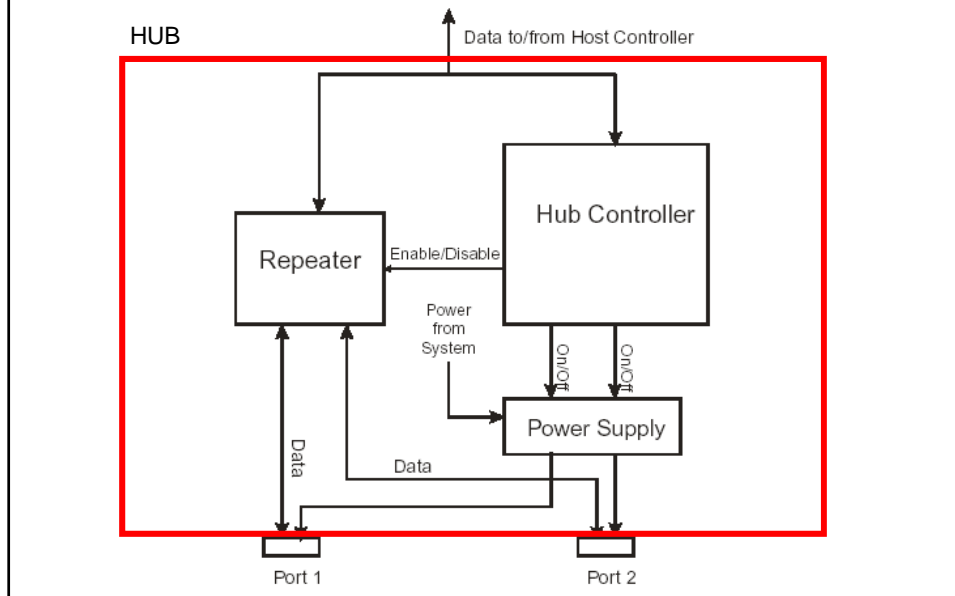 HUB
Data to/from Host Controller
Hub Controller
Repeater
Enable/Disable
Power
from
System
On/Off
On/Off
Power Supply
Data
Data
Port 1
Port 2